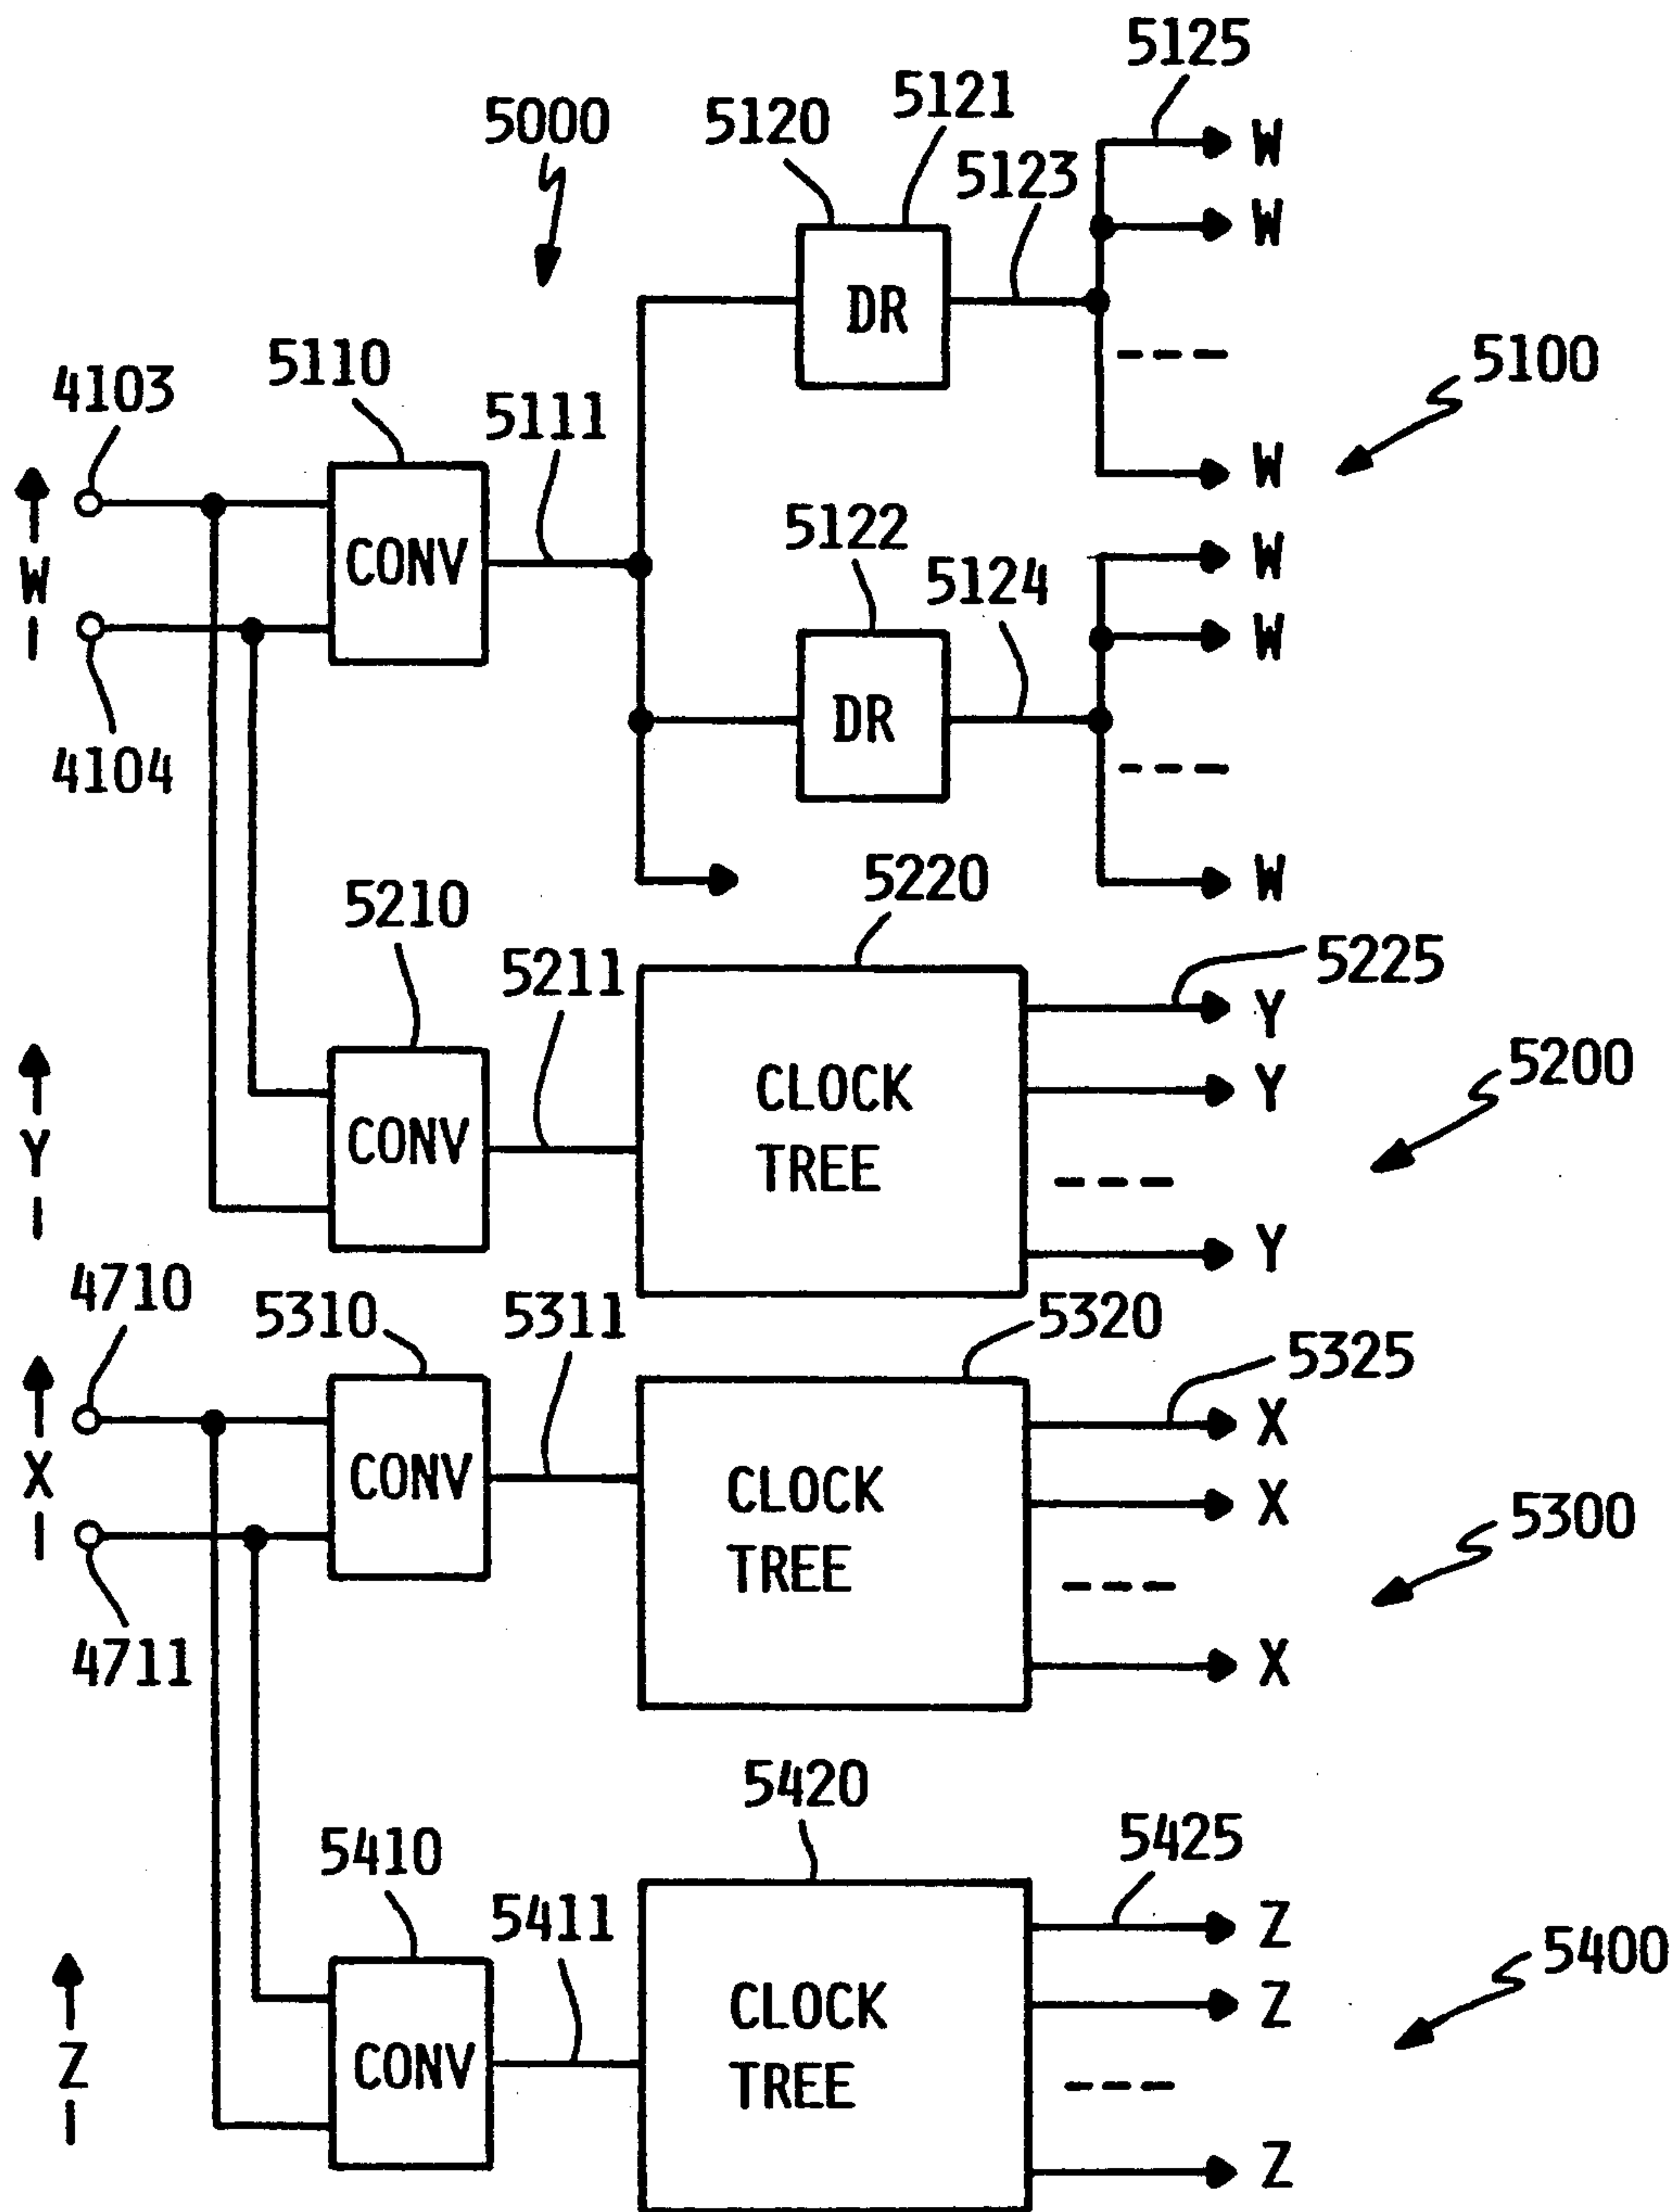 5125
5000
5120
5121
5123
W
W
DR
4103
5110
5111
---
5100
W
W
CONV
5122
5124
W
W
DR
4104
---
W
5210
5211
5220
5225
Y
Y
5200
Y
CONV
CLOCK
TREE
---
Y
4710
5310
5311
5320
5325
X
X
X
CONV
CLOCK
TREE
5300
---
4711
X
5420
5410
5411
5425
Z
Z
5400
Z
CONV
CLOCK
TREE
---
Z